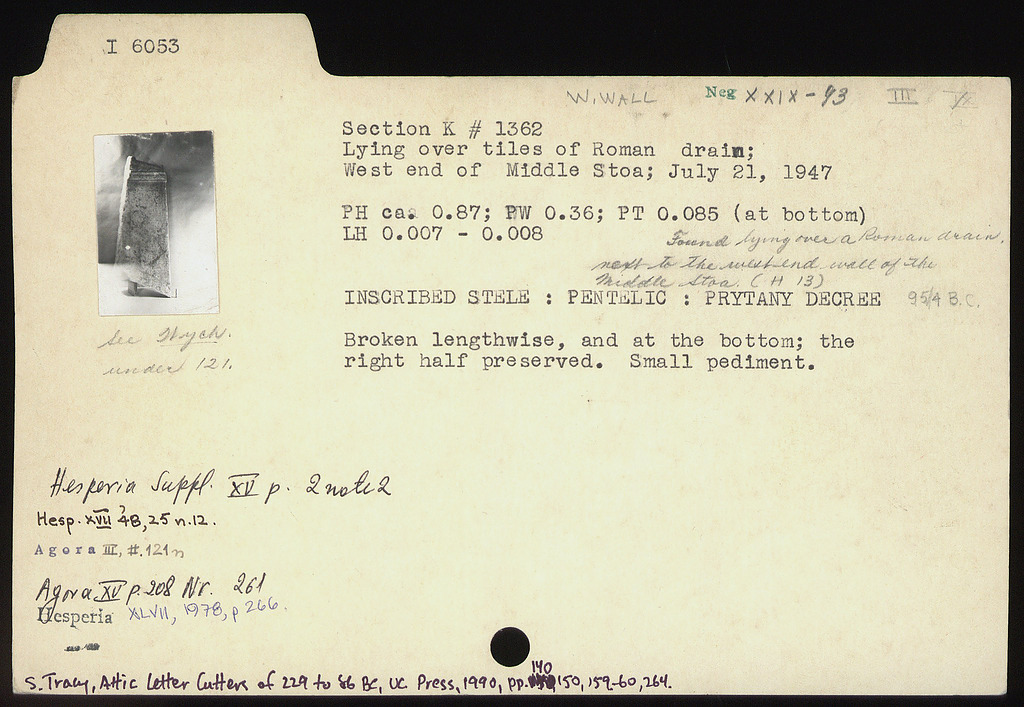 I 6053
W. WALL Neg XXIX-93 III
Section K # 1362
Lying over tiles of Roman drain;
West end of Middle Stoa; July 21, 1947
PH ca. 0.87; PW 0.36; PT 0.085 (at bottom)
LH 0.007 - 0.008
Found lying over a Roman drain,
next to the west end wall of the
Middle Stoa. (H 13)
INSCRIBED STELE : PENTELIC : PRYTANY DECREE 95/4 B.C.
Broken lengthwise, and at the bottom; the
right half preserved. Small pediment.
See Wych.
under 121.
Hesperia Suppl. XV p. 2 note 2
Hesp. XVII '48, 25 n.12.
Agora III, #.121n
Agora XV p. 208 Nr. 261
Hesperia XLVII, 1978, p 266.
S. Tracy, Attic Letter Cutters of 229 to 86 BC, UC Press, 1990, pp. 140, 150, 159-60, 264.